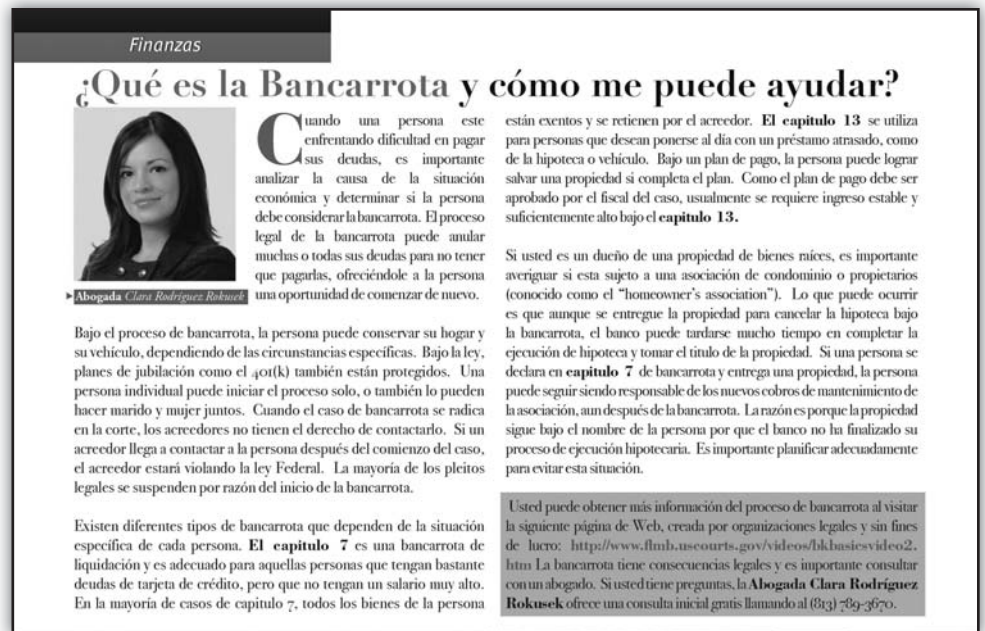 Finanzas
¿Qué es la Bancarrota y cómo me puede ayudar?
Cuando una persona este
enfrentando dificultad en pagar
sus deudas, es importante
analizar la causa de la situación
económica y determinar si la persona
debe considerar la bancarrota. El proceso
legal de la bancarrota puede anular
muchas o todas sus deudas para no tener
que pagarlas, ofreciéndole a la persona
una oportunidad de comenzar de nuevo.
▶ Abogada Clara Rodríguez Rokusek
Bajo el proceso de bancarrota, la persona puede conservar su hogar y
su vehículo, dependiendo de las circunstancias específicas. Bajo la ley,
planes de jubilación como el 401(k) también están protegidos. Una
persona individual puede iniciar el proceso solo, o también lo pueden
hacer marido y mujer juntos. Cuando el caso de bancarrota se radica
en la corte, los acreedores no tienen el derecho de contactarlo. Si un
acreedor llega a contactar a la persona después del comienzo del caso,
el acreedor estará violando la ley Federal. La mayoría de los pleitos
legales se suspenden por razón del inicio de la bancarrota.
Existen diferentes tipos de bancarrota que dependen de la situación
específica de cada persona. El capitulo 7 es una bancarrota de
liquidación y es adecuado para aquellas personas que tengan bastante
deudas de tarjeta de crédito, pero que no tengan un salario muy alto.
En la mayoría de casos de capitulo 7, todos los bienes de la persona
están exentos y se retienen por el acreedor. El capitulo 13 se utiliza
para personas que desean ponerse al día con un préstamo atrasado, como
de la hipoteca o vehículo. Bajo un plan de pago, la persona puede lograr
salvar una propiedad si completa el plan. Como el plan de pago debe ser
aprobado por el fiscal del caso, usualmente se requiere ingreso estable y
suficientemente alto bajo el capitulo 13.
Si usted es un dueño de una propiedad de bienes raíces, es importante
averiguar si esta sujeto a una asociación de condominio o propietarios
(conocido como el “homeowner’s association”). Lo que puede ocurrir
es que aunque se entregue la propiedad para cancelar la hipoteca bajo
la bancarrota, el banco puede tardarse mucho tiempo en completar la
ejecución de hipoteca y tomar el titulo de la propiedad. Si una persona se
declara en capitulo 7 de bancarrota y entrega una propiedad, la persona
puede seguir siendo responsable de los nuevos cobros de mantenimiento de
la asociación, aun después de la bancarrota. La razón es porque la propiedad
sigue bajo el nombre de la persona por que el banco no ha finalizado su
proceso de ejecución hipotecaria. Es importante planificar adecuadamente
para evitar esta situación.
Usted puede obtener más información del proceso de bancarrota al visitar
la siguiente página de Web, creada por organizaciones legales y sin fines
de lucro: http://www.flmb.uscourts.gov/videos/bkbasicsvideo2.
htm La bancarrota tiene consecuencias legales y es importante consultar
con un abogado. Si usted tiene preguntas, la Abogada Clara Rodríguez
Rokusek ofrece una consulta inicial gratis llamando al (813) 789-3670.